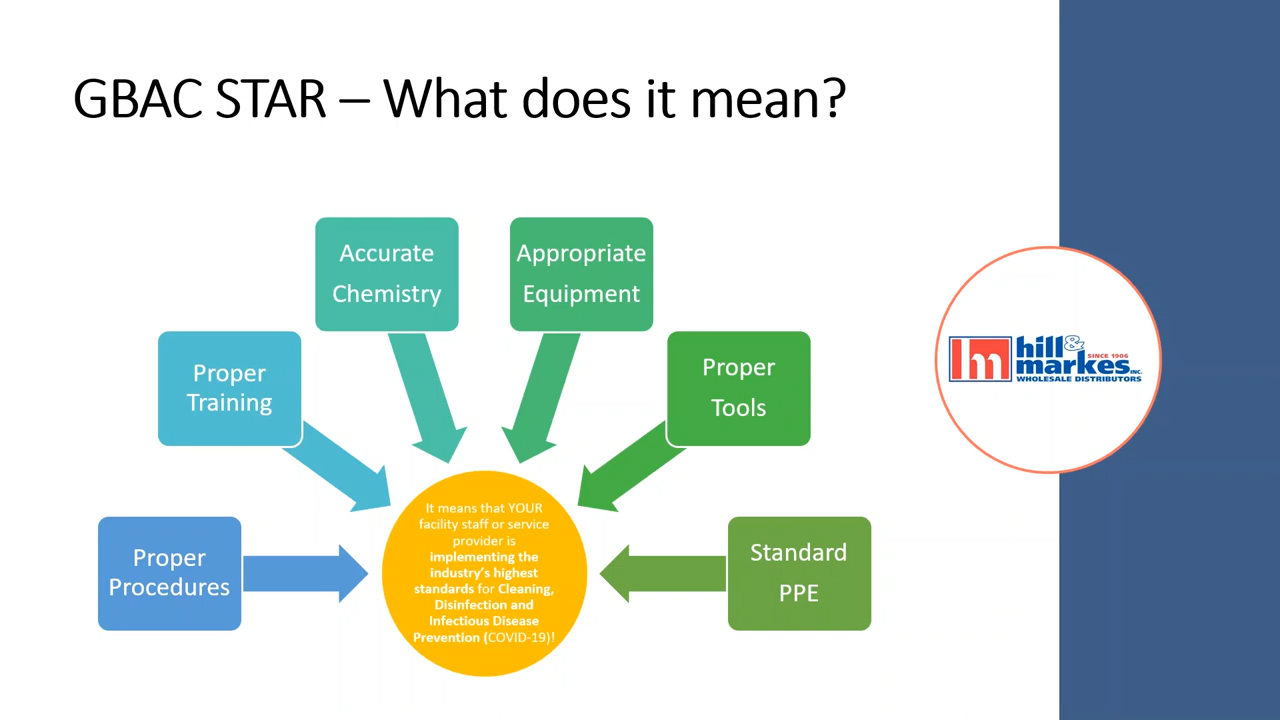 GBAC STAR – What does it mean?
Accurate
Chemistry
Appropriate
Equipment
Proper
Training
Proper
Tools
Proper
Procedures
Standard
PPE
It means that YOUR
facility staff or service
provider is
implementing the
industry's highest
standards for Cleaning,
Disinfection and
Infectious Disease
Prevention (COVID-19)!
hm
hill &
SINCE 1906
markes INC.
WHOLESALE DISTRIBUTORS